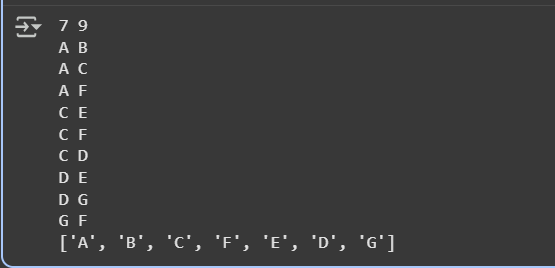 7 9
A B
A C
A F
C E
C F
C D
D E
D G
G F
['A', 'B', 'C', 'F', 'E', 'D', 'G']